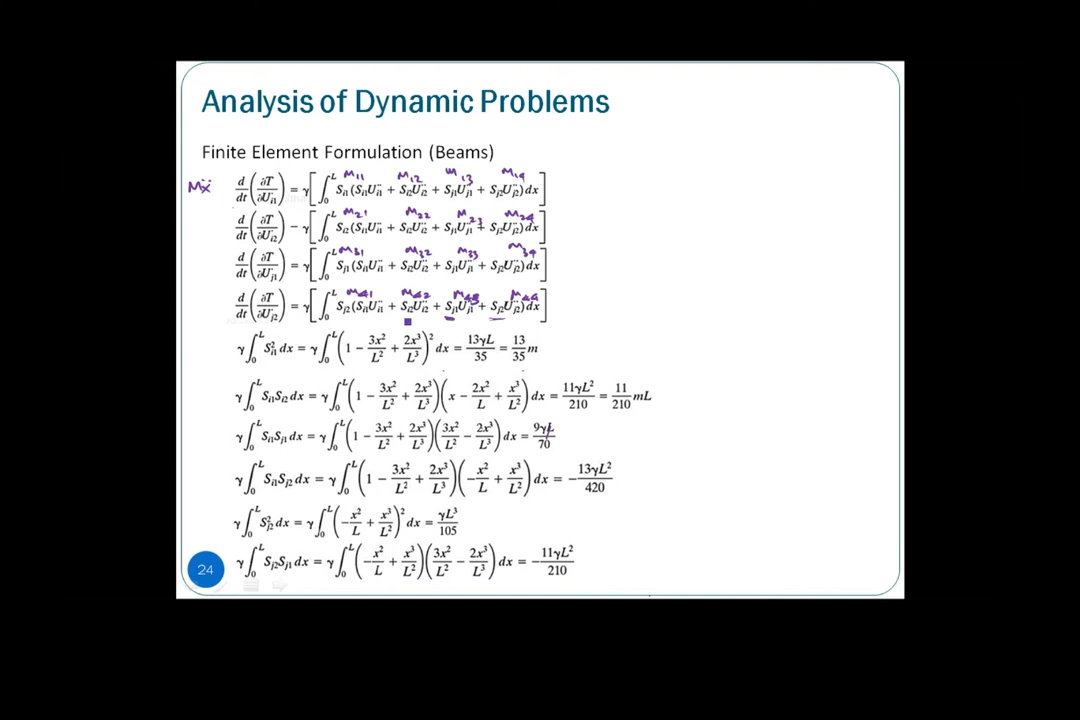 Analysis of Dynamic Problems
Finite Element Formulation (Beams)
M₁₁ M₁₂ M₁₃ M₁₄
Mẍ d/dt(∂T/∂U̇ᵢ₁) = γ[∫₀ᴸ Sᵢ₁(Sᵢ₁Üᵢ₁ + Sᵢ₂Üᵢ₂ + Sⱼ₁Üⱼ₁ + Sⱼ₂Üⱼ₂)dx]
M₂₁ M₂₂ M₂₃ M₂₄
d/dt(∂T/∂U̇ᵢ₂) − γ[∫₀ᴸ Sᵢ₂(Sᵢ₁Üᵢ₁ + Sᵢ₂Üᵢ₂ + Sⱼ₁Üⱼ₁ + Sⱼ₂Üⱼ₂)dx]
M₃₁ M₃₂ M₃₃ M₃₄
d/dt(∂T/∂U̇ⱼ₁) = γ[∫₀ᴸ Sⱼ₁(Sᵢ₁Üᵢ₁ + Sᵢ₂Üᵢ₂ + Sⱼ₁Üⱼ₁ + Sⱼ₂Üⱼ₂)dx]
M₄₁ M₄₂ M₄₃ M₄₄
d/dt(∂T/∂U̇ⱼ₂) = γ[∫₀ᴸ Sⱼ₂(Sᵢ₁Üᵢ₁ + Sᵢ₂Üᵢ₂ + Sⱼ₁Üⱼ₁ + Sⱼ₂Üⱼ₂)dx]
γ∫₀ᴸ Sᵢ₁² dx = γ∫₀ᴸ (1 − 3x²/L² + 2x³/L³)² dx = 13γL/35 = 13/35 m
γ∫₀ᴸ Sᵢ₁Sᵢ₂ dx = γ∫₀ᴸ (1 − 3x²/L² + 2x³/L³)(x − 2x²/L + x³/L²) dx = 11γL²/210 = 11/210 mL
γ∫₀ᴸ Sᵢ₁Sⱼ₁ dx = γ∫₀ᴸ (1 − 3x²/L² + 2x³/L³)(3x²/L² − 2x³/L³) dx = 9γL/70
γ∫₀ᴸ Sᵢ₁Sⱼ₂ dx = γ∫₀ᴸ (1 − 3x²/L² + 2x³/L³)(−x²/L + x³/L²) dx = −13γL²/420
γ∫₀ᴸ Sⱼ₂² dx = γ∫₀ᴸ (−x²/L + x³/L²)² dx = γL³/105
γ∫₀ᴸ Sⱼ₂Sⱼ₁ dx = γ∫₀ᴸ (−x²/L + x³/L²)(3x²/L² − 2x³/L³) dx = −11γL²/210
24